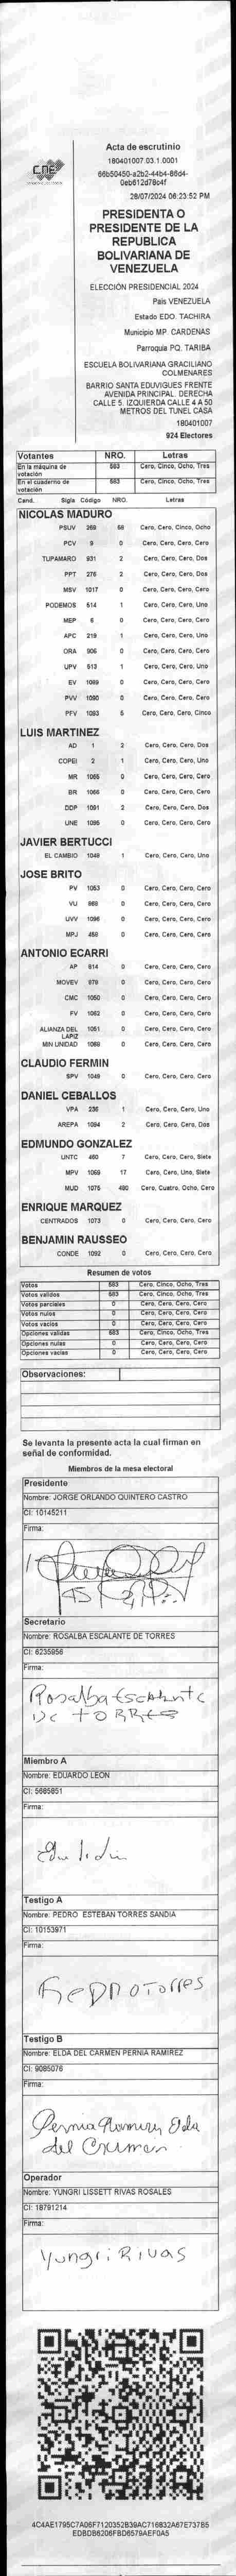 CNE
Acta de escrutinio
180401007.03.1.0001
66b50450-a2b2-44b4-86d4-
0eb612d78c4f
28/07/2024 06:23:52 PM
PRESIDENTA O
PRESIDENTE DE LA
REPUBLICA
BOLIVARIANA DE
VENEZUELA
ELECCIÓN PRESIDENCIAL 2024
País VENEZUELA
Estado EDO. TACHIRA
Municipio MP. CARDENAS
Parroquia PQ. TARIBA
ESCUELA BOLIVARIANA GRACILIANO
COLMENARES
BARRIO SANTA EDUVIGUES FRENTE
AVENIDA PRINCIPAL. DERECHA
CALLE 5. IZQUIERDA CALLE 4 A 50
METROS DEL TUNEL CASA
180401007
924 Electores
Votantes NRO. Letras
En la máquina de votación 583 Cero, Cinco, Ocho, Tres
En el cuaderno de votación 583 Cero, Cinco, Ocho, Tres
Cand. Sigla Código NRO. Letras
NICOLAS MADURO
PSUV 269 58 Cero, Cero, Cinco, Ocho
PCV 9 0 Cero, Cero, Cero, Cero
TUPAMARO 931 2 Cero, Cero, Cero, Dos
PPT 276 2 Cero, Cero, Cero, Dos
MSV 1017 0 Cero, Cero, Cero, Cero
PODEMOS 514 1 Cero, Cero, Cero, Uno
MEP 6 0 Cero, Cero, Cero, Cero
APC 219 1 Cero, Cero, Cero, Uno
ORA 906 0 Cero, Cero, Cero, Cero
UPV 513 1 Cero, Cero, Cero, Uno
EV 1089 0 Cero, Cero, Cero, Cero
PVV 1090 0 Cero, Cero, Cero, Cero
PFV 1093 5 Cero, Cero, Cero, Cinco
LUIS MARTINEZ
AD 1 2 Cero, Cero, Cero, Dos
COPEI 2 1 Cero, Cero, Cero, Uno
MR 1065 0 Cero, Cero, Cero, Cero
BR 1066 0 Cero, Cero, Cero, Cero
DDP 1091 2 Cero, Cero, Cero, Dos
UNE 1095 0 Cero, Cero, Cero, Cero
JAVIER BERTUCCI
EL CAMBIO 1049 1 Cero, Cero, Cero, Uno
JOSE BRITO
PV 1053 0 Cero, Cero, Cero, Cero
VU 868 0 Cero, Cero, Cero, Cero
UVV 1096 0 Cero, Cero, Cero, Cero
MPJ 458 0 Cero, Cero, Cero, Cero
ANTONIO ECARRI
AP 614 0 Cero, Cero, Cero, Cero
MOVEV 679 0 Cero, Cero, Cero, Cero
CMC 1050 0 Cero, Cero, Cero, Cero
FV 1062 0 Cero, Cero, Cero, Cero
ALIANZA DEL LAPIZ 1051 0 Cero, Cero, Cero, Cero
MIN UNIDAD 1068 0 Cero, Cero, Cero, Cero
CLAUDIO FERMIN
SPV 1048 0 Cero, Cero, Cero, Cero
DANIEL CEBALLOS
VPA 236 1 Cero, Cero, Cero, Uno
AREPA 1094 2 Cero, Cero, Cero, Dos
EDMUNDO GONZALEZ
UNTC 460 7 Cero, Cero, Cero, Siete
MPV 1069 17 Cero, Cero, Uno, Siete
MUD 1075 480 Cero, Cuatro, Ocho, Cero
ENRIQUE MARQUEZ
CENTRADOS 1073 0 Cero, Cero, Cero, Cero
BENJAMIN RAUSSEO
CONDE 1092 0 Cero, Cero, Cero, Cero
Resumen de votos
Votos 583 Cero, Cinco, Ocho, Tres
Votos validos 583 Cero, Cinco, Ocho, Tres
Votos parciales 0 Cero, Cero, Cero, Cero
Votos nulos 0 Cero, Cero, Cero, Cero
Votos vacios 0 Cero, Cero, Cero, Cero
Opciones validas 583 Cero, Cinco, Ocho, Tres
Opciones nulas 0 Cero, Cero, Cero, Cero
Opciones vacias 0 Cero, Cero, Cero, Cero
Observaciones:
Se levanta la presente acta la cual firman en
señal de conformidad.
Miembros de la mesa electoral
Presidente
Nombre: JORGE ORLANDO QUINTERO CASTRO
CI: 10145211
Firma:
Secretario
Nombre: ROSALBA ESCALANTE DE TORRES
CI: 6235956
Firma:
Rosalba Escalante
De torres
Miembro A
Nombre: EDUARDO LEON
CI: 5685851
Firma:
Testigo A
Nombre: PEDRO ESTEBAN TORRES SANDIA
CI: 10153971
Firma:
Testigo B
Nombre: ELDA DEL CARMEN PERNIA RAMIREZ
CI: 9085076
Firma:
Pernia Ramirez Elda
del Carmen
Operador
Nombre: YUNGRI LISSETT RIVAS ROSALES
CI: 18791214
Firma:
Yungri Rivas
4C4AE1795C7A06F7120352B39AC716832A67E73785
EDBDB6206FBD6579AEF0A5